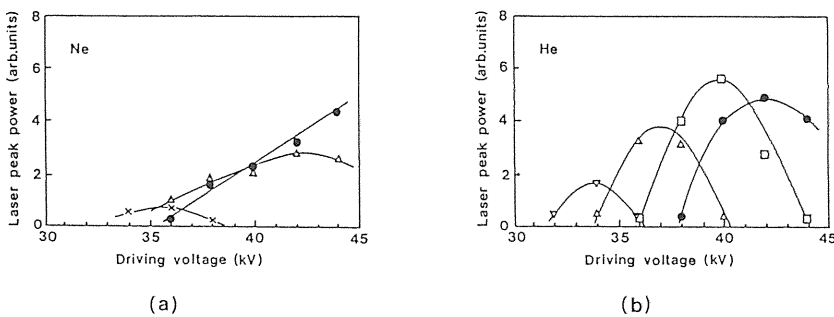 8
6
4
2
0
Laser peak power (arb.units)
Ne
30
35
40
45
Driving voltage (kV)
(a)
8
6
4
2
0
Laser peak power (arb.units)
He
30
35
40
45
Driving voltage (kV)
(b)